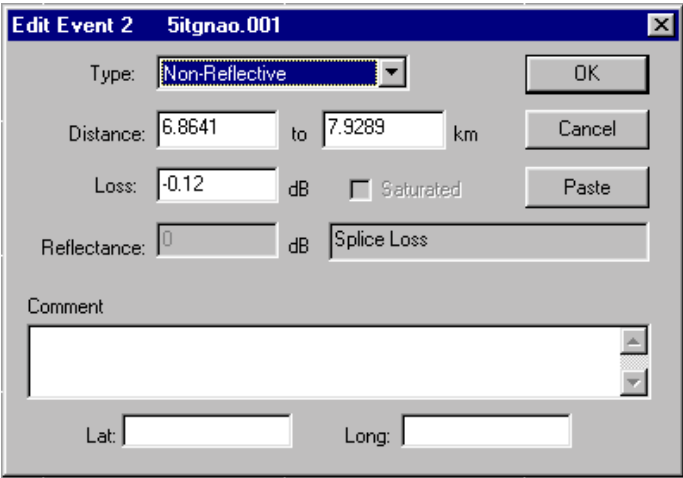 Edit Event 2 5itgnao.001
Type: Non-Reflective OK
Distance: 6.8641 to 7.9289 km Cancel
Loss: -0.12 dB Saturated Paste
Reflectance: 0 dB Splice Loss
Comment
Lat: Long: